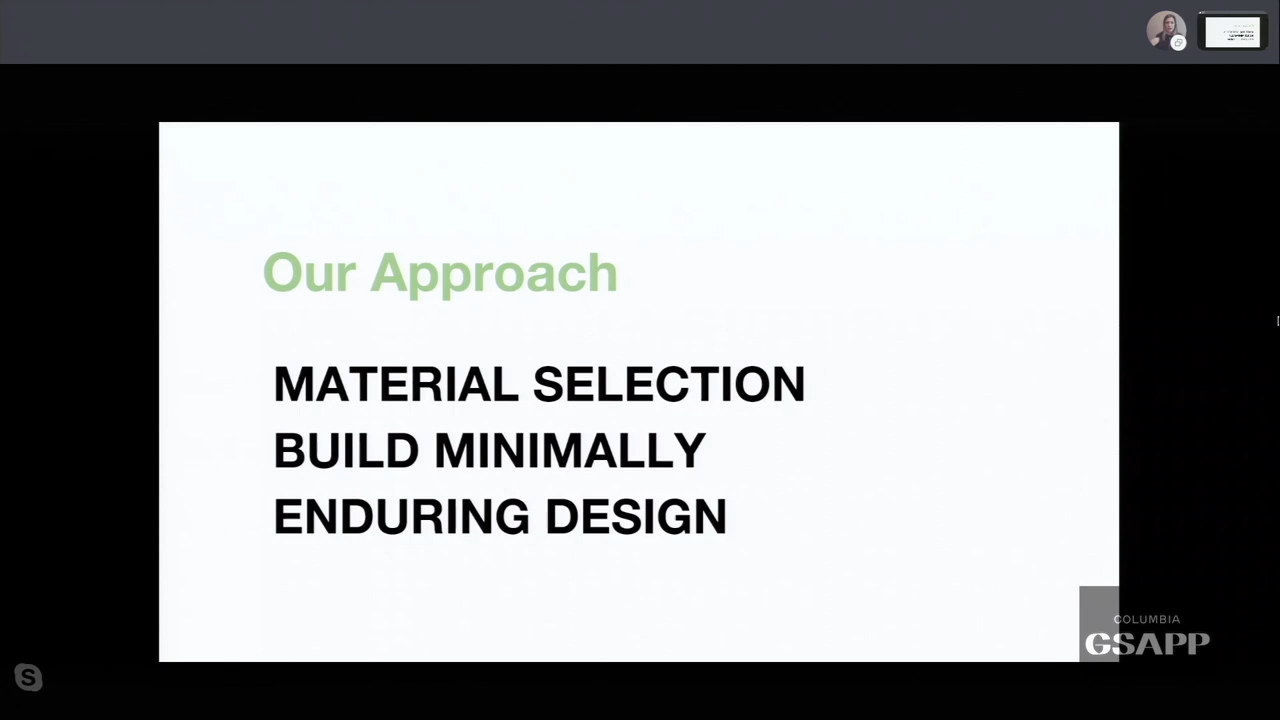 Our Approach
MATERIAL SELECTION
BUILD MINIMALLY
ENDURING DESIGN
COLUMBIA
GSAPP
S